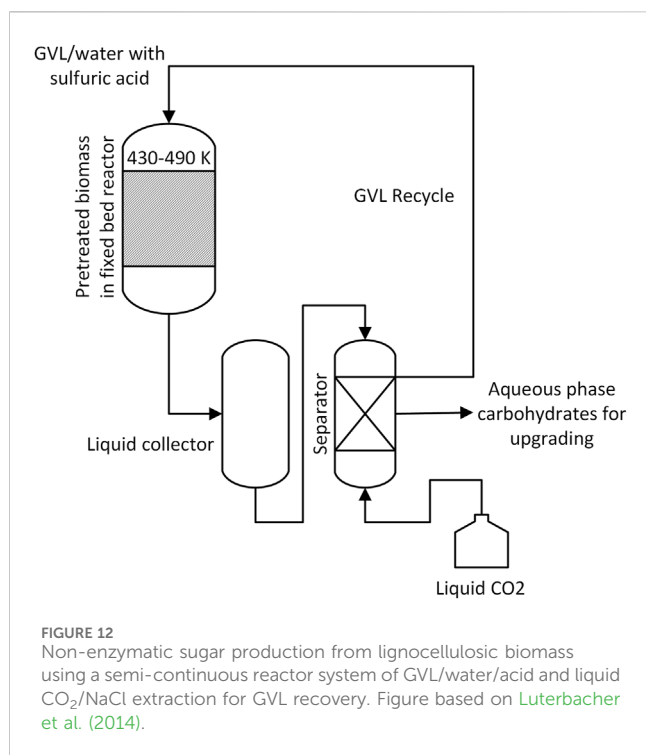 GVL/water with
sulfuric acid
430-490 K
Pretreated biomass
in fixed bed reactor
GVL Recycle
Liquid collector
Separator
Aqueous phase
carbohydrates for
upgrading
Liquid CO2
FIGURE 12
Non-enzymatic sugar production from lignocellulosic biomass
using a semi-continuous reactor system of GVL/water/acid and liquid
CO₂/NaCl extraction for GVL recovery. Figure based on Luterbacher
et al. (2014).